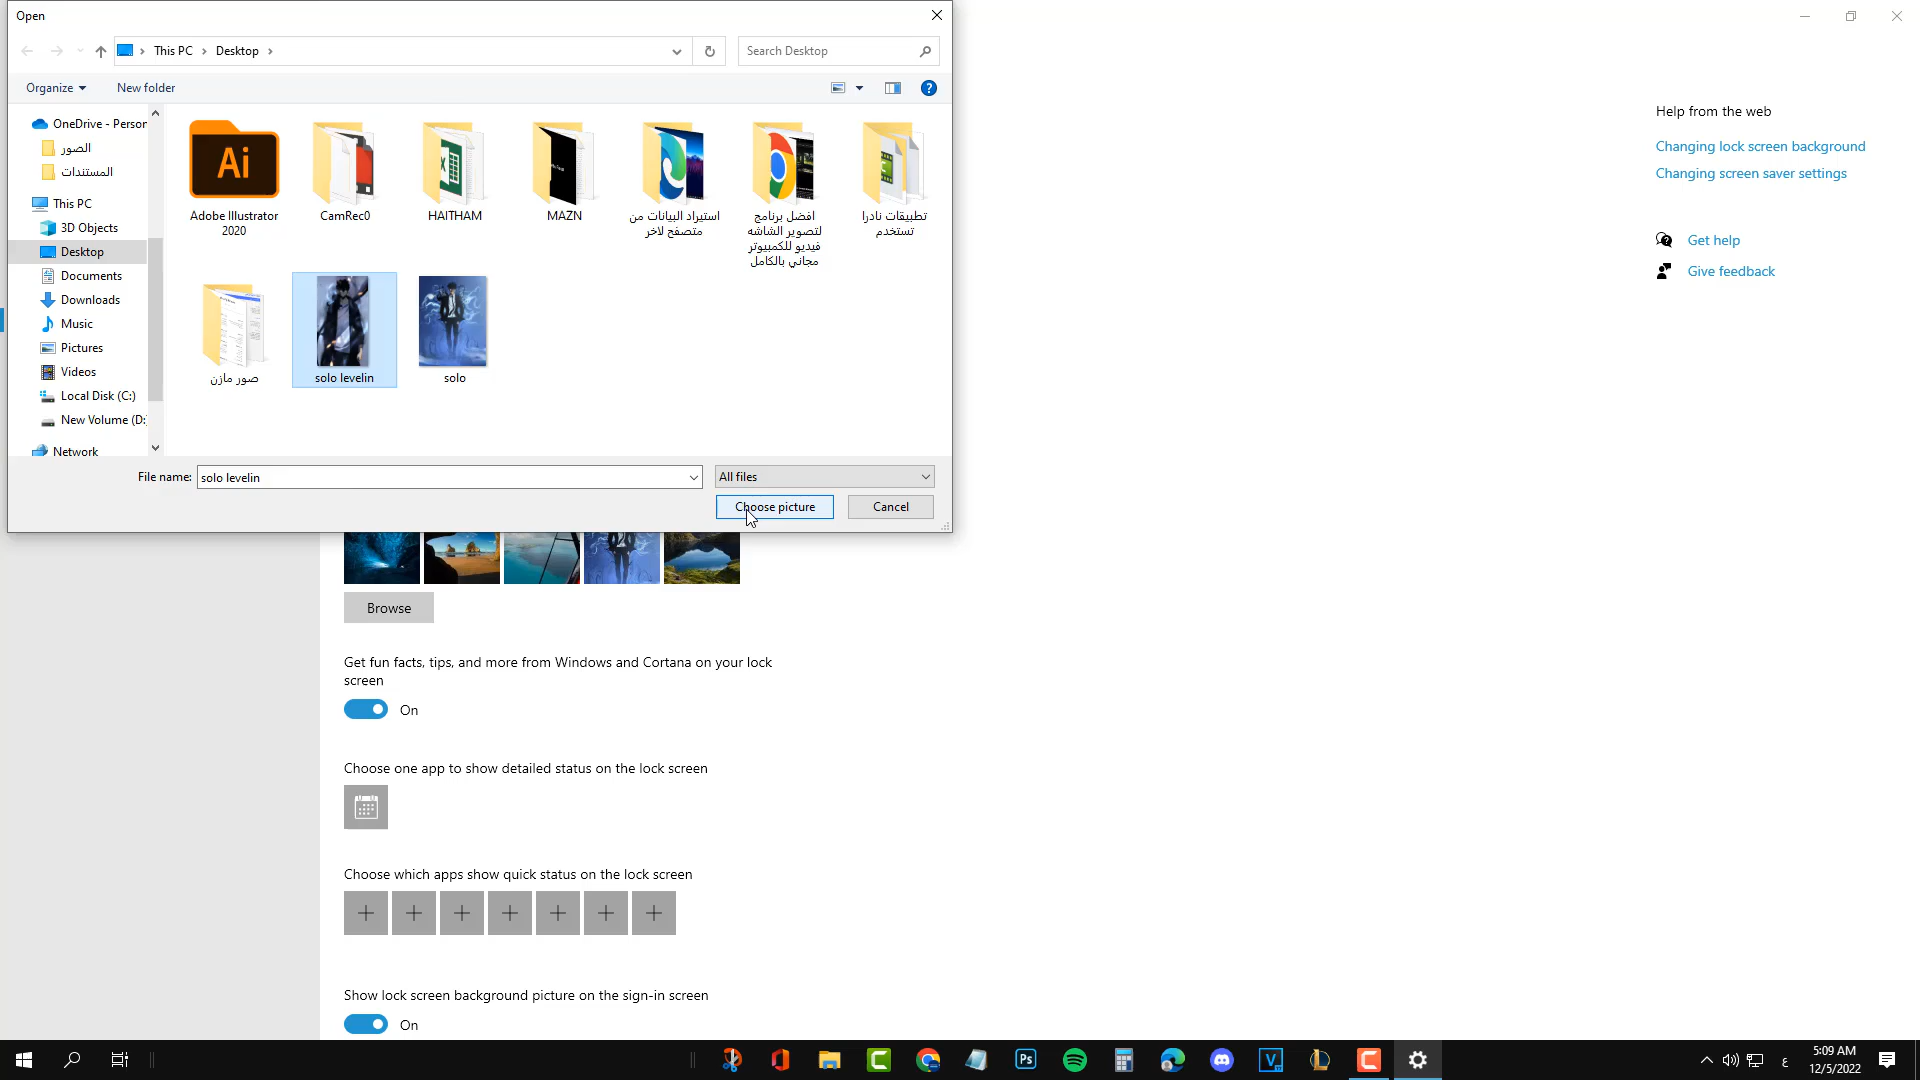 Open
This PC
Desktop
Search Desktop
Organize
New folder
OneDrive - Person
الصور
المستندات
This PC
3D Objects
Desktop
Documents
Downloads
Music
Pictures
Videos
Local Disk (C:)
New Volume (D:
Network
Ai
Adobe Illustrator
2020
CamRec0
HAITHAM
MAZN
استيراد البيانات من
متصفح لاخر
افضل برنامج
لتصوير الشاشه
فيديو للكمبيوتر
مجاني بالكامل
تطبيقات نادرا
تستخدم
صور مازن
solo levelin
solo
File name:
solo levelin
All files
Choose picture
Cancel
Help from the web
Changing lock screen background
Changing screen saver settings
Get help
Give feedback
Browse
Get fun facts, tips, and more from Windows and Cortana on your lock
screen
On
Choose one app to show detailed status on the lock screen
Choose which apps show quick status on the lock screen
Show lock screen background picture on the sign-in screen
On
Ps
V
ع
5:09 AM
12/5/2022